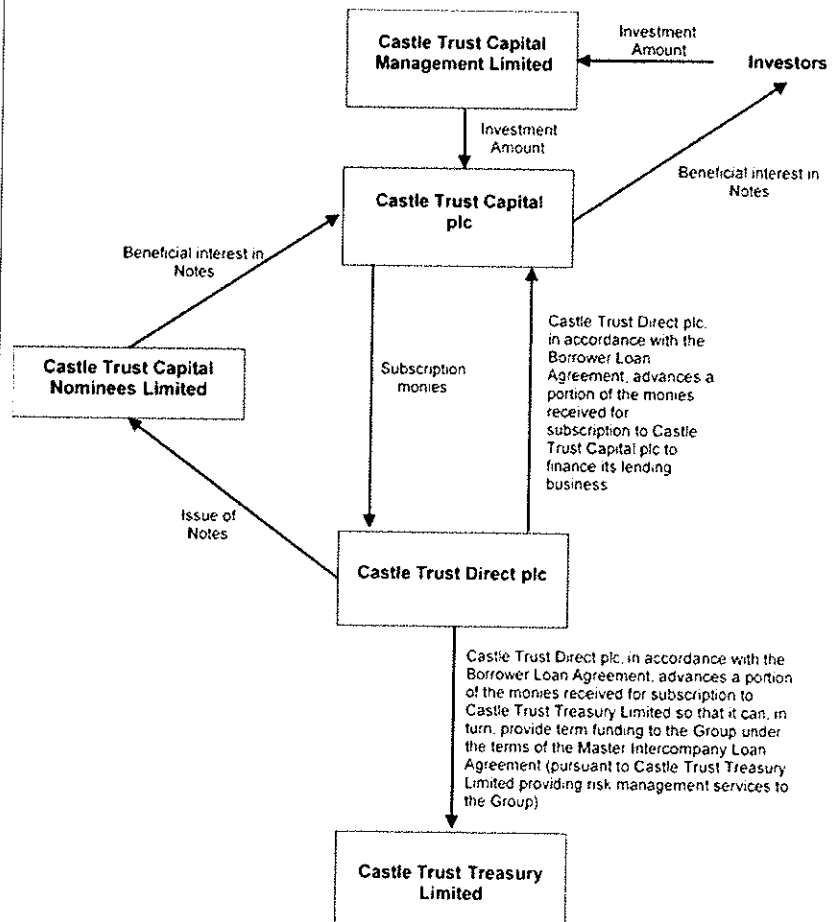 Castle Trust Capital
Management Limited
Investment
Amount
Investors
Investment
Amount
Beneficial interest in
Notes
Castle Trust Capital
plc
Beneficial interest in
Notes
Castle Trust Capital
Nominees Limited
Subscription
monies
Castle Trust Direct plc,
in accordance with the
Borrower Loan
Agreement, advances a
portion of the monies
received for
subscription to Castle
Trust Capital plc to
finance its lending
business
Issue of
Notes
Castle Trust Direct plc
Castle Trust Direct plc, in accordance with the
Borrower Loan Agreement, advances a portion
of the monies received for subscription to
Castle Trust Treasury Limited so that it can, in
turn, provide term funding to the Group under
the terms of the Master Intercompany Loan
Agreement (pursuant to Castle Trust Treasury
Limited providing risk management services to
the Group)
Castle Trust Treasury
Limited